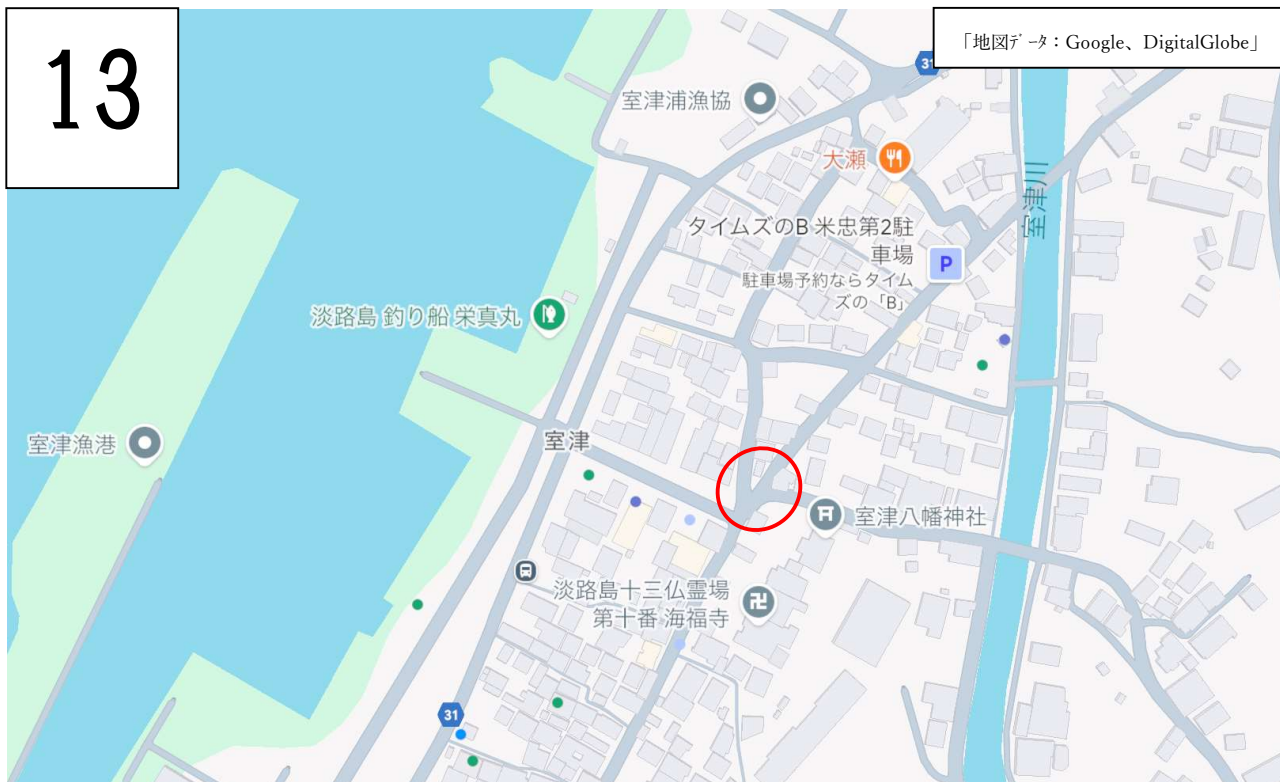 13
「地図ﾃﾞｰﾀ：Google、DigitalGlobe」
31
室津浦漁協
大瀬
室津川
タイムズのB 米忠第2駐
車場
駐車場予約ならタイム
ズの「B」
P
淡路島 釣り船 栄真丸
室津漁港
室津
室津八幡神社
淡路島十三仏霊場
第十番 海福寺
卍
31